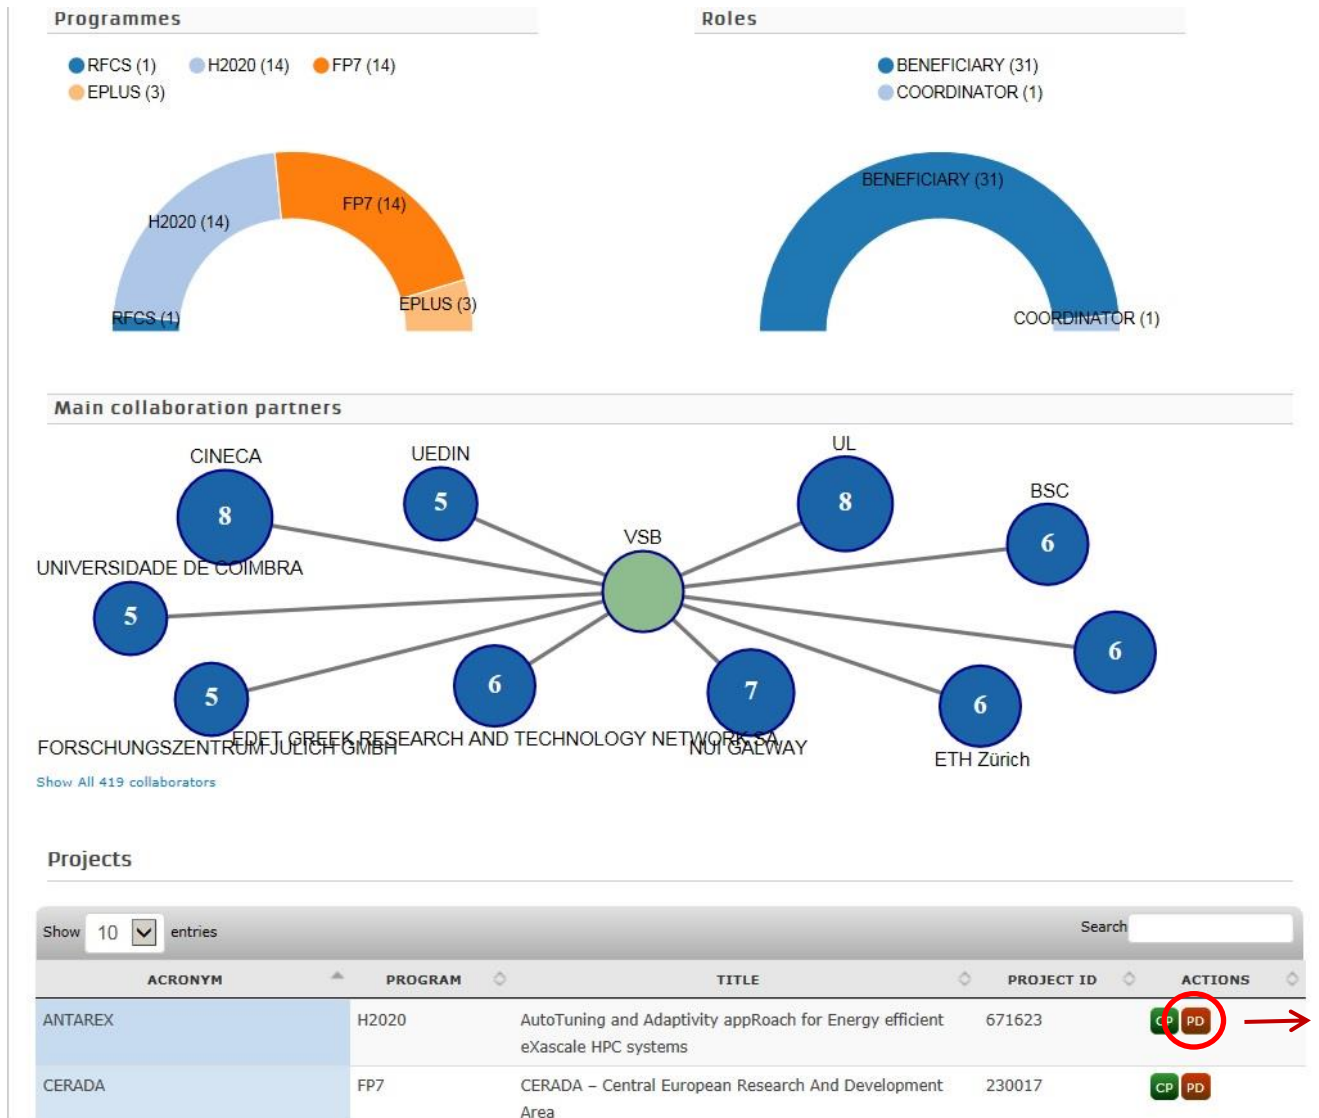 Programmes
Roles
RFCS (1) H2020 (14) FP7 (14)
EPLUS (3)
BENEFICIARY (31)
COORDINATOR (1)
H2020 (14)
FP7 (14)
EPLUS (3)
RFCS (1)
BENEFICIARY (31)
COORDINATOR (1)
Main collaboration partners
CINECA
8
UEDIN
5
UL
8
BSC
6
VSB
UNIVERSIDADE DE COIMBRA
5
6
5
6
7
6
FORSCHUNGSZENTRUM JULICH GMBH
EDET GREEK RESEARCH AND TECHNOLOGY NETWORK SA
NUI GALWAY
ETH Zürich
Show All 419 collaborators
Projects
Show 10 entries
Search
ACRONYM PROGRAM TITLE PROJECT ID ACTIONS
ANTAREX H2020 AutoTuning and Adaptivity appRoach for Energy efficient 671623 CP PD
eXascale HPC systems
CERADA FP7 CERADA – Central European Research And Development 230017 CP PD
Area